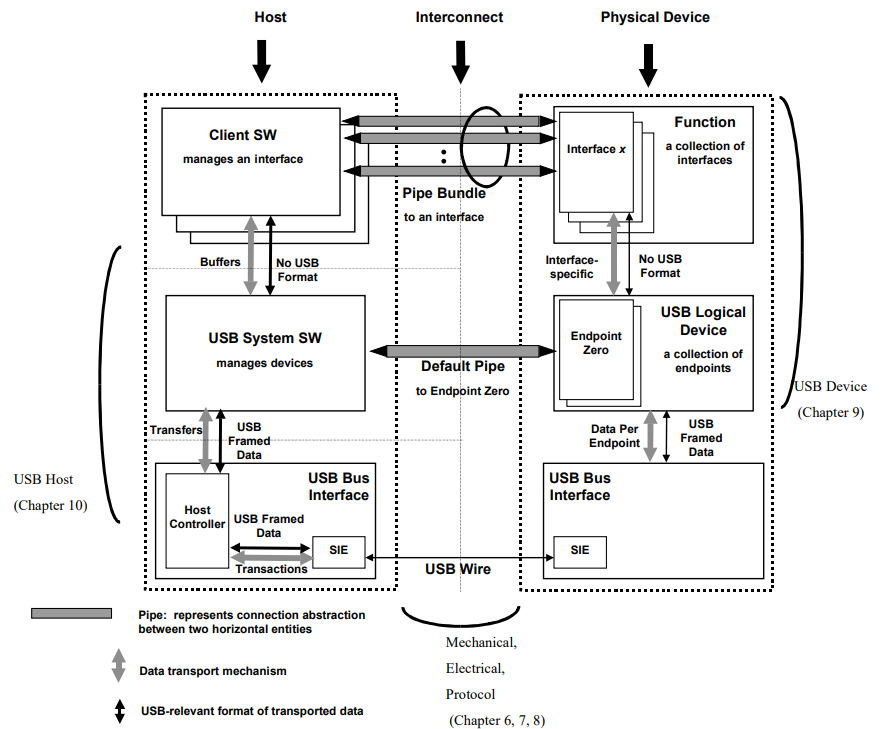 Host
Interconnect
Physical Device
Client SW
manages an interface
Pipe Bundle
to an interface
Interface x
Function
a collection of
interfaces
Buffers
No USB
Format
Interface-
specific
No USB
Format
USB System SW
manages devices
Default Pipe
to Endpoint Zero
Endpoint
Zero
USB Logical
Device
a collection of
endpoints
USB Device
(Chapter 9)
Transfers
USB
Framed
Data
Data Per
Endpoint
USB
Framed
Data
USB Host
(Chapter 10)
USB Bus
Interface
Host
Controller
USB Framed
Data
Transactions
SIE
USB Wire
USB Bus
Interface
SIE
Pipe: represents connection abstraction
between two horizontal entities
Data transport mechanism
USB-relevant format of transported data
Mechanical,
Electrical,
Protocol
(Chapter 6, 7, 8)